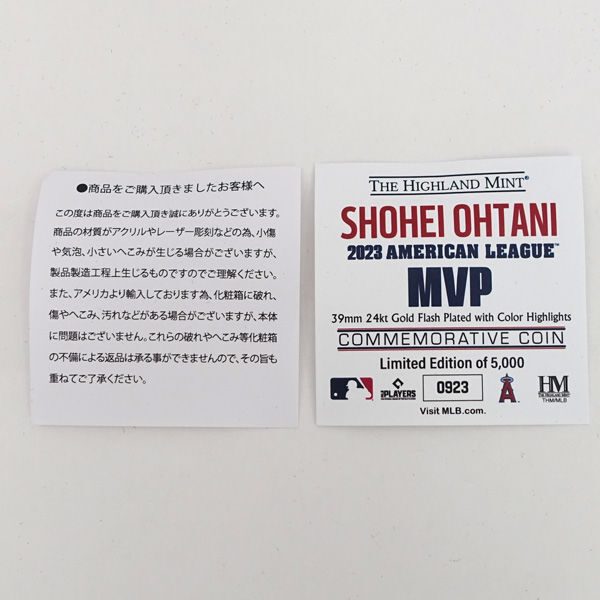 ●商品をご購入頂きましたお客様へ
この度は商品をご購入頂き誠にありがとうございます。
商品の材質がアクリルやレーザー彫刻などの為、小傷
や気泡、小さいへこみが生じる場合がございますが、
製品製造工程上生じるものですのでご理解ください。
また、アメリカより輸入しております為、化粧箱に破れ、
傷やへこみ、汚れなどがある場合がございますが、本体
に問題はございません。これらの破れやへこみ等化粧箱
の不備による返品は承る事ができませんので、その旨も
重ねてご了承ください。
THE HIGHLAND MINT®
SHOHEI OHTANI
2023 AMERICAN LEAGUE™
MVP
39mm 24kt Gold Flash Plated with Color Highlights
COMMEMORATIVE COIN
Limited Edition of 5,000
PLAYERS
0923
A
HM
THE HIGHLAND MINT
THM/MLB
Visit MLB.com.